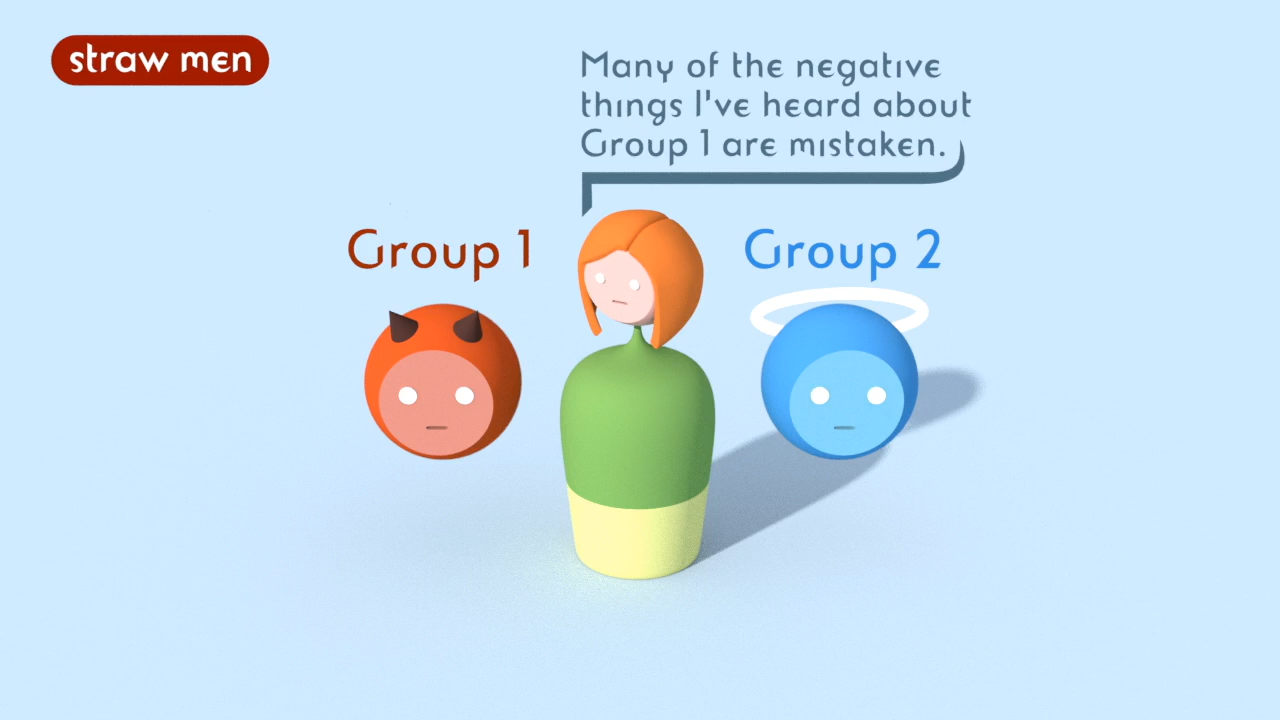 straw men
Many of the negative
things I've heard about
Group 1 are mistaken.
Group 1
Group 2